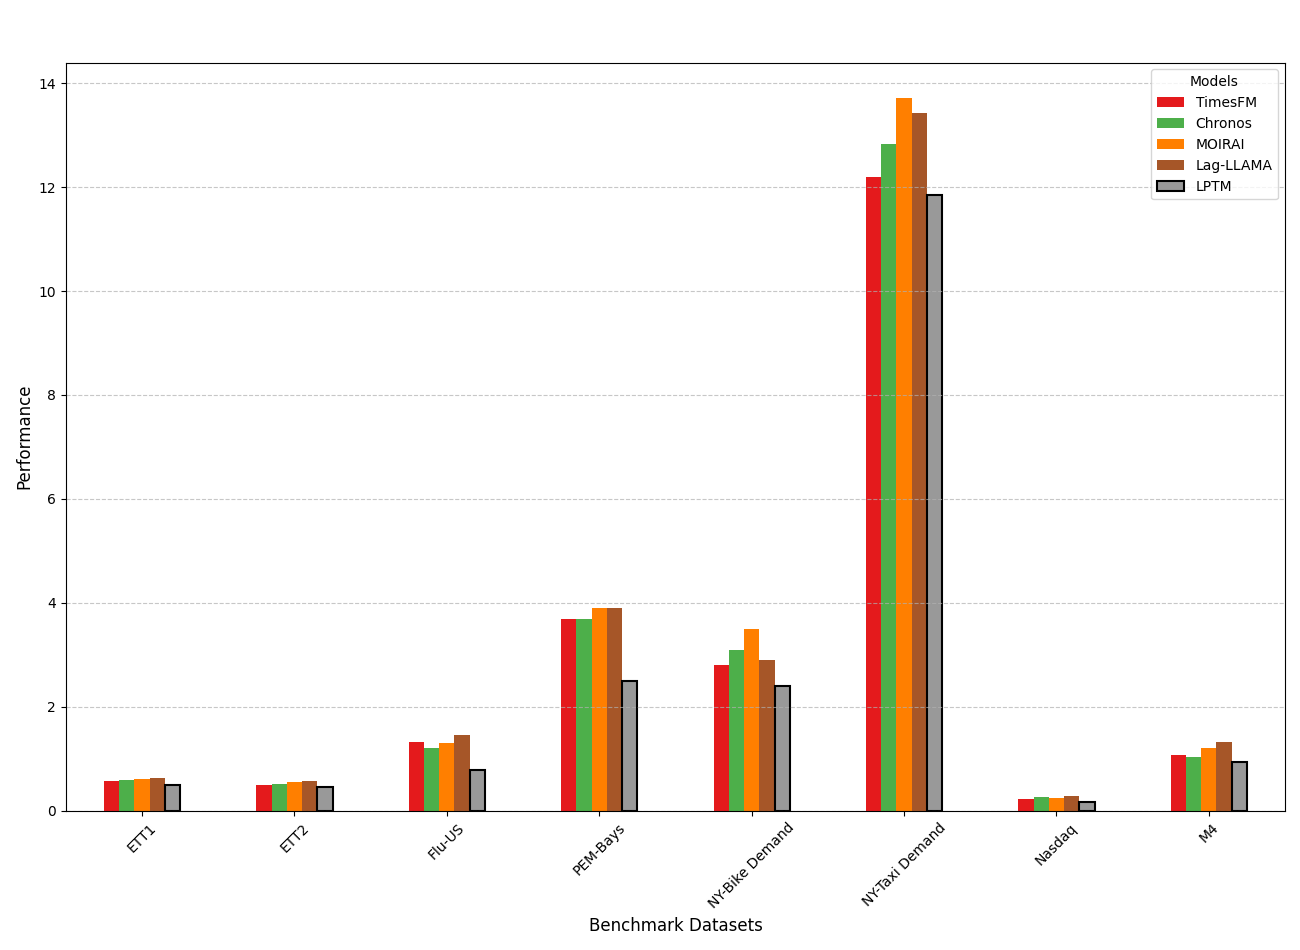 Models
TimesFM
Chronos
MOIRAI
Lag-LLAMA
LPTM
Performance
14
12
10
8
6
4
2
0
ETT1
ETT2
Flu-US
PEM-Bays
NY-Bike Demand
NY-Taxi Demand
Nasdaq
M4
Benchmark Datasets